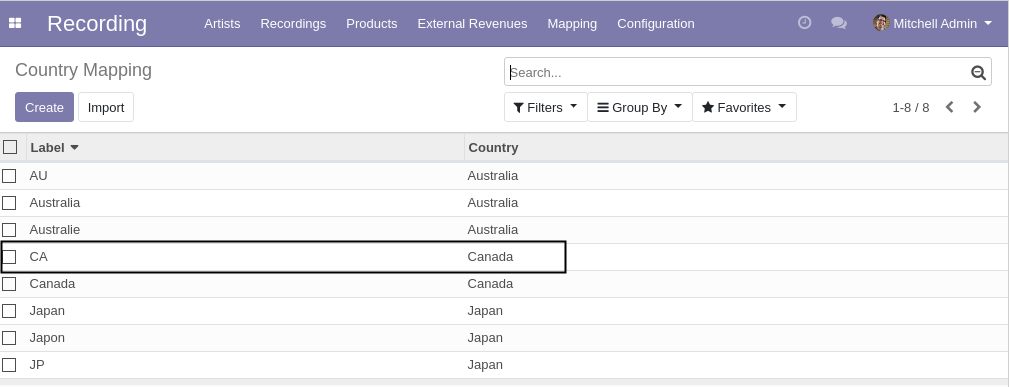 Recording Artists Recordings Products External Revenues Mapping Configuration Mitchell Admin
Country Mapping
Search...
Create Import Filters Group By Favorites 1-8 / 8
Label Country
AU Australia
Australia Australia
Australie Australia
CA Canada
Canada Canada
Japan Japan
Japon Japan
JP Japan